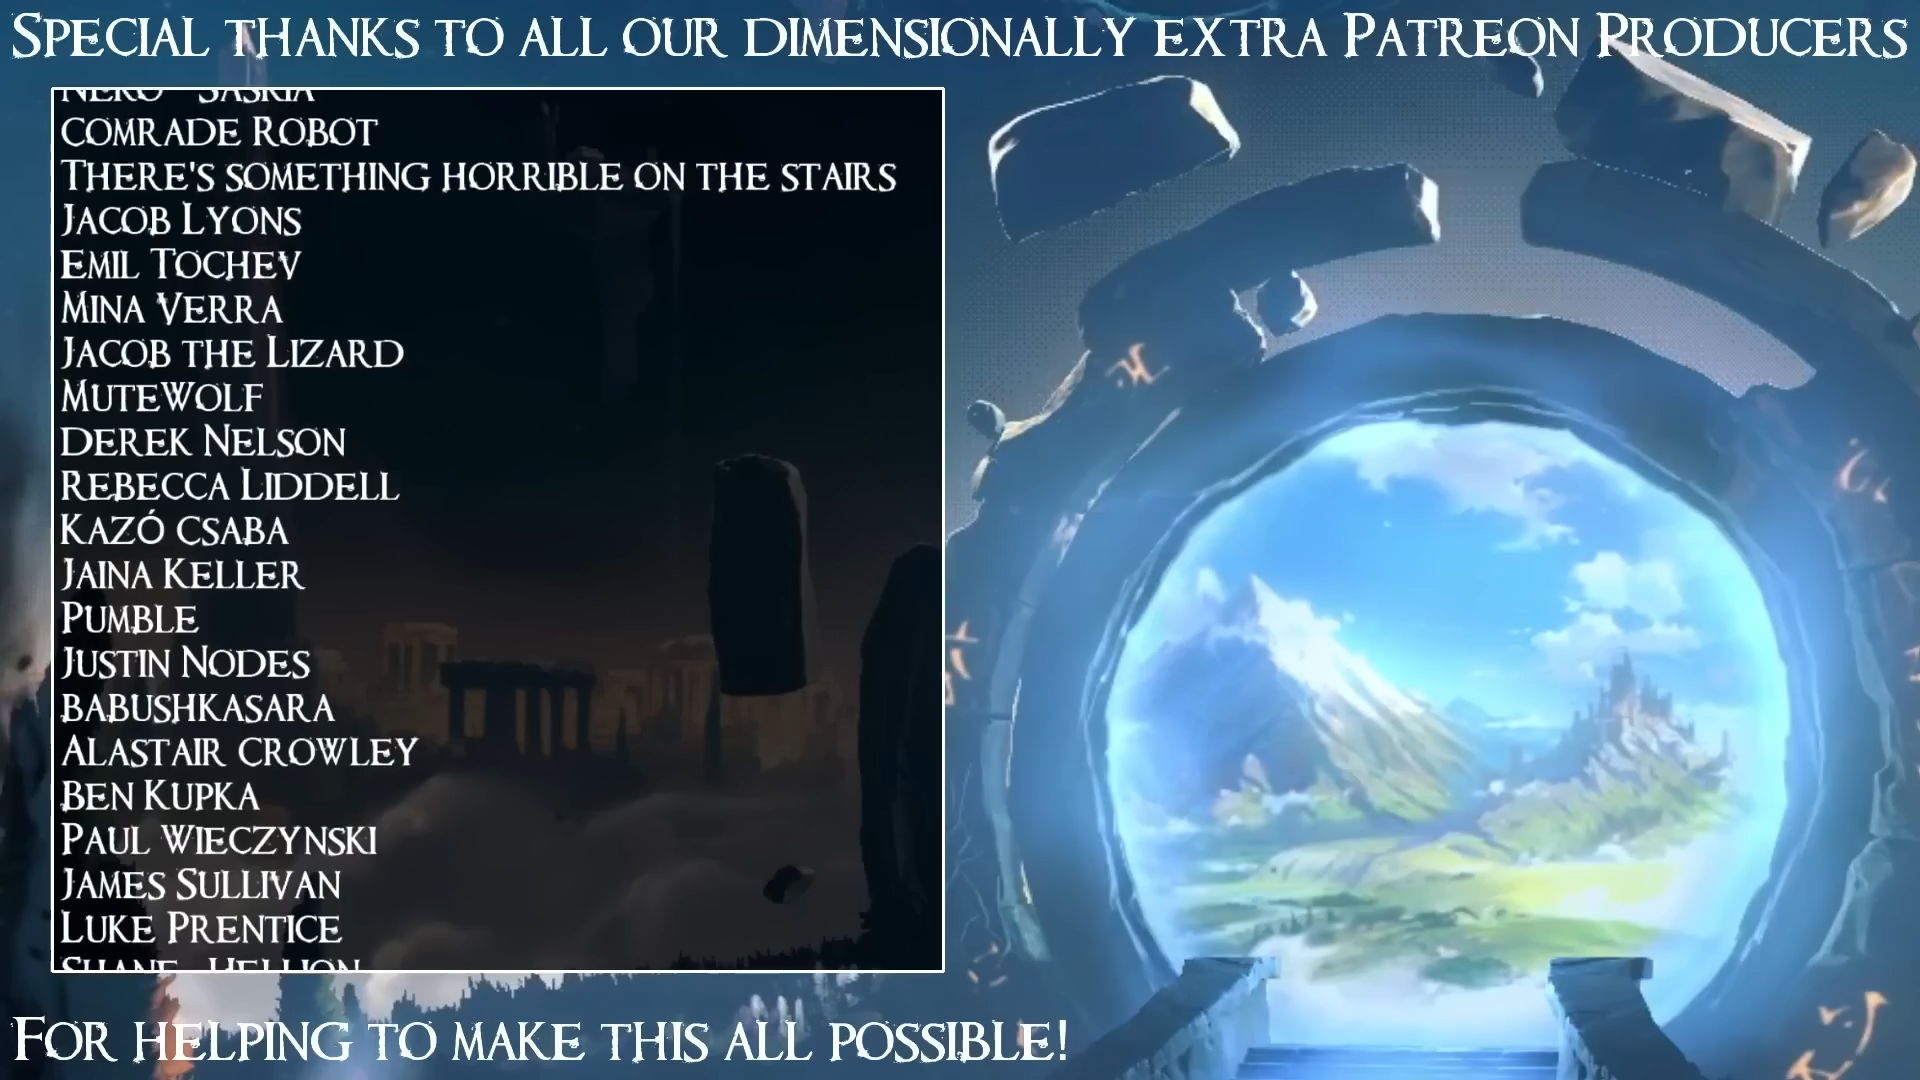 Special thanks to all our dimensionally extra Patreon Producers
Comrade Robot
There's something horrible on the stairs
Jacob Lyons
Emil Tochev
Mina Verra
Jacob the Lizard
MuteWolf
Derek Nelson
Rebecca Liddell
Kazó Csaba
Jaina Keller
Pumble
Justin Nodes
babushkasara
Alastair Crowley
Ben Kupka
Paul Wieczynski
James Sullivan
Luke Prentice
For helping to make this all possible!